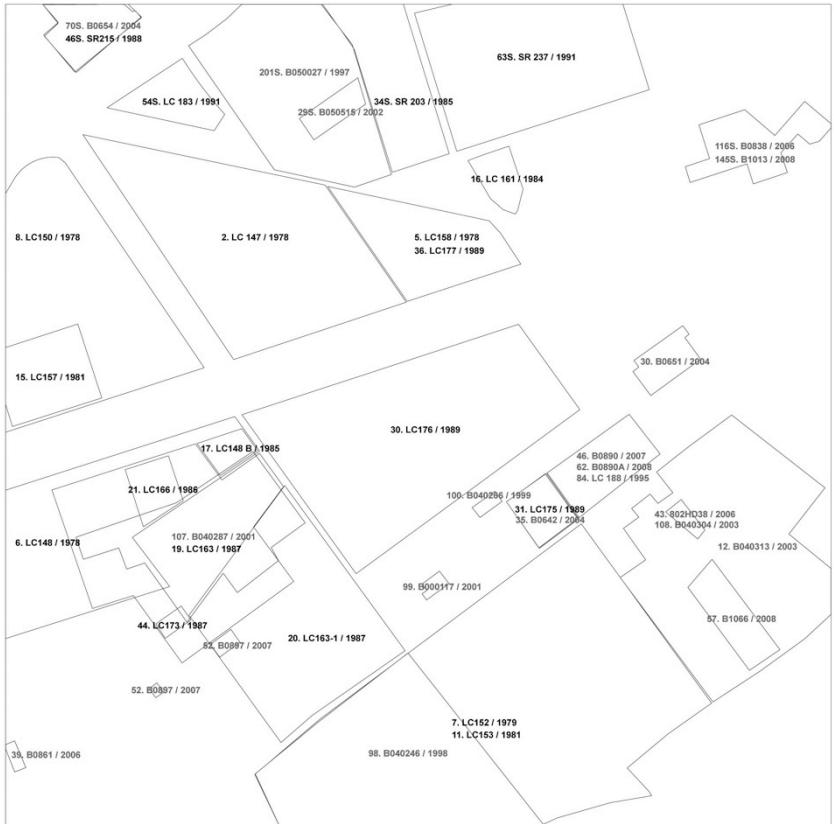 70S. B0654 / 2004
46S. SR215 / 1988
201S. B050027 / 1997
63S. SR 237 / 1991
54S. LC 183 / 1991
34S. SR 203 / 1985
29S. B050515 / 2002
116S. B0838 / 2006
145S. B1013 / 2008
16. LC 161 / 1984
8. LC150 / 1978
2. LC 147 / 1978
5. LC158 / 1978
36. LC177 / 1989
15. LC157 / 1981
30. B0651 / 2004
30. LC176 / 1989
17. LC148 B / 1985
46. B0890 / 2007
62. B0890A / 2008
84. LC 188 / 1995
21. LC166 / 1986
100. B040266 / 1999
31. LC175 / 1989
35. B0642 / 2004
43. 802HD38 / 2006
108. B040304 / 2003
6. LC148 / 1978
107. B040287 / 2001
19. LC163 / 1987
12. B040313 / 2003
99. B000117 / 2001
57. B1066 / 2008
44. LC173 / 1987
20. LC163-1 / 1987
52. B0897 / 2007
52. B0897 / 2007
7. LC152 / 1979
11. LC153 / 1981
39. B0861 / 2006
98. B040246 / 1998